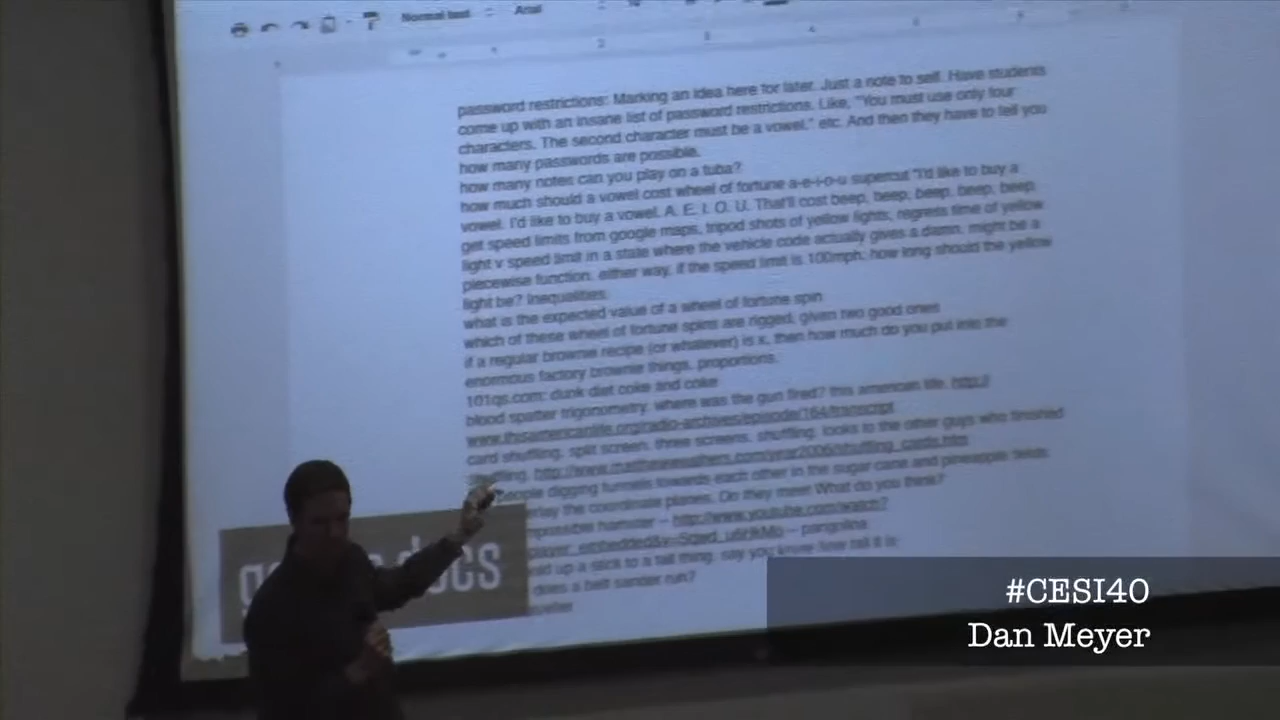 Normal text Arial
password restrictions: Marking an idea here for later. Just a note to self. Have students
come up with an insane list of password restrictions. Like, "You must use only four
characters. The second character must be a vowel." etc. And then they have to tell you
how many passwords are possible.
how many notes can you play on a tuba?
how much should a vowel cost wheel of fortune a-e-i-o-u supercut "I'd like to buy a
vowel. I'd like to buy a vowel. A. E. I. O. U. That'll cost beep, beep, beep, beep, beep
get speed limits from google maps, tripod shots of yellow lights, regress time of yellow
light v speed limit in a state where the vehicle code actually gives a damn. might be a
piecewise function. either way, if the speed limit is 100mph, how long should the yellow
light be? Inequalities
what is the expected value of a wheel of fortune spin
which of these wheel of fortune spins are rigged, given two good ones
if a regular brownie recipe (or whatever) is x, then how much do you put into the
enormous factory brownie things, proportions.
101qs.com: dunk diet coke and coke
blood spatter trigonometry. where was the gun fired? this american life. http://
www.thisamericanlife.org/radio-archives/episode/164/transcript
card shuffling. split screen. three screens. shuffling. looks to the other guys who finished
http://www.matthewweathers.com/year2006/shuffling_cards.htm
people digging funnels towards each other in the sugar cane and pineapple fields
the coordinate planes. Do they meet What do you think?
hamster – http://www.youtube.com/watch?
– pangolins
up a stick to a tall thing. say you know how tall it is
does a belt sander run?
docs
#CESI40
Dan Meyer